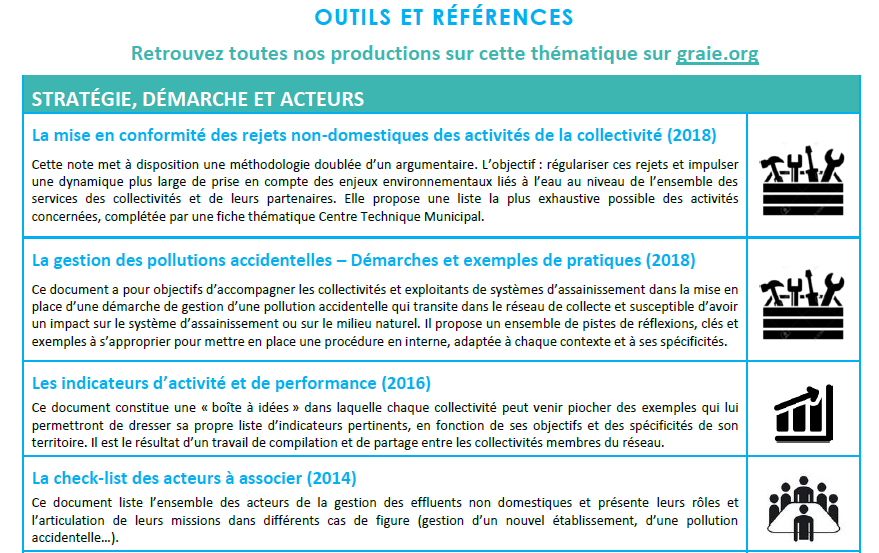 OUTILS ET RÉFÉRENCES
Retrouvez toutes nos productions sur cette thématique sur graie.org
STRATÉGIE, DÉMARCHE ET ACTEURS
La mise en conformité des rejets non-domestiques des activités de la collectivité (2018)
Cette note met à disposition une méthodologie doublée d’un argumentaire. L’objectif : régulariser ces rejets et impulser
une dynamique plus large de prise en compte des enjeux environnementaux liés à l’eau au niveau de l’ensemble des
services des collectivités et de leurs partenaires. Elle propose une liste la plus exhaustive possible des activités
concernées, complétée par une fiche thématique Centre Technique Municipal.
La gestion des pollutions accidentelles – Démarches et exemples de pratiques (2018)
Ce document a pour objectifs d’accompagner les collectivités et exploitants de systèmes d’assainissement dans la mise en
place d’une démarche de gestion d’une pollution accidentelle qui transite dans le réseau de collecte et susceptible d’avoir
un impact sur le système d’assainissement ou sur le milieu naturel. Il propose un ensemble de pistes de réflexions, clés et
exemples à s’approprier pour mettre en place une procédure en interne, adaptée à chaque contexte et à ses spécificités.
Les indicateurs d’activité et de performance (2016)
Ce document constitue une « boîte à idées » dans laquelle chaque collectivité peut venir piocher des exemples qui lui
permettront de dresser sa propre liste d’indicateurs pertinents, en fonction de ses objectifs et des spécificités de son
territoire. Il est le résultat d’un travail de compilation et de partage entre les collectivités membres du réseau.
La check-list des acteurs à associer (2014)
Ce document liste l’ensemble des acteurs de la gestion des effluents non domestiques et présente leurs rôles et
l’articulation de leurs missions dans différents cas de figure (gestion d’un nouvel établissement, d’une pollution
accidentelle…).